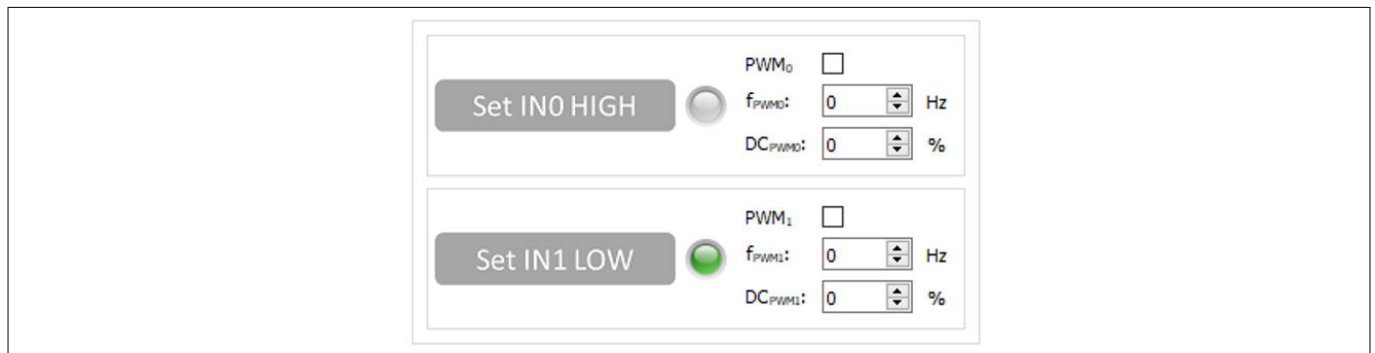 PWM₀
Set IN0 HIGH fPWM0: 0 Hz
DCPWM0: 0 %
PWM₁
Set IN1 LOW fPWM1: 0 Hz
DCPWM1: 0 %